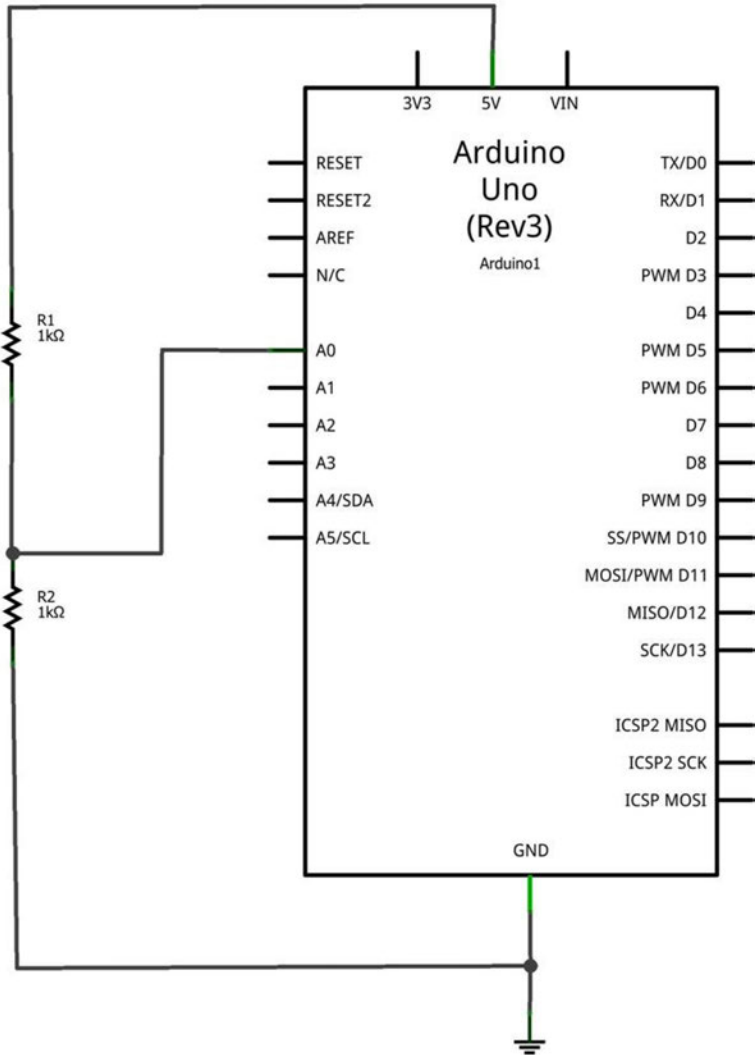 3V3
5V
VIN
Arduino
Uno
(Rev3)
Arduino1
RESET
RESET2
AREF
N/C
A0
A1
A2
A3
A4/SDA
A5/SCL
TX/D0
RX/D1
D2
PWM D3
D4
PWM D5
PWM D6
D7
D8
PWM D9
SS/PWM D10
MOSI/PWM D11
MISO/D12
SCK/D13
ICSP2 MISO
ICSP2 SCK
ICSP MOSI
GND
R1
1kΩ
R2
1kΩ